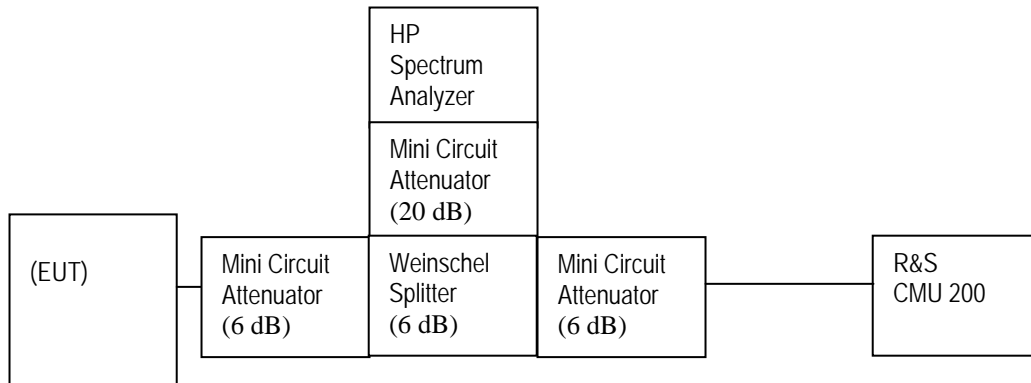 HP
Spectrum
Analyzer
Mini Circuit
Attenuator
(20 dB)
(EUT)
Mini Circuit
Attenuator
(6 dB)
Weinschel
Splitter
(6 dB)
Mini Circuit
Attenuator
(6 dB)
R&S
CMU 200